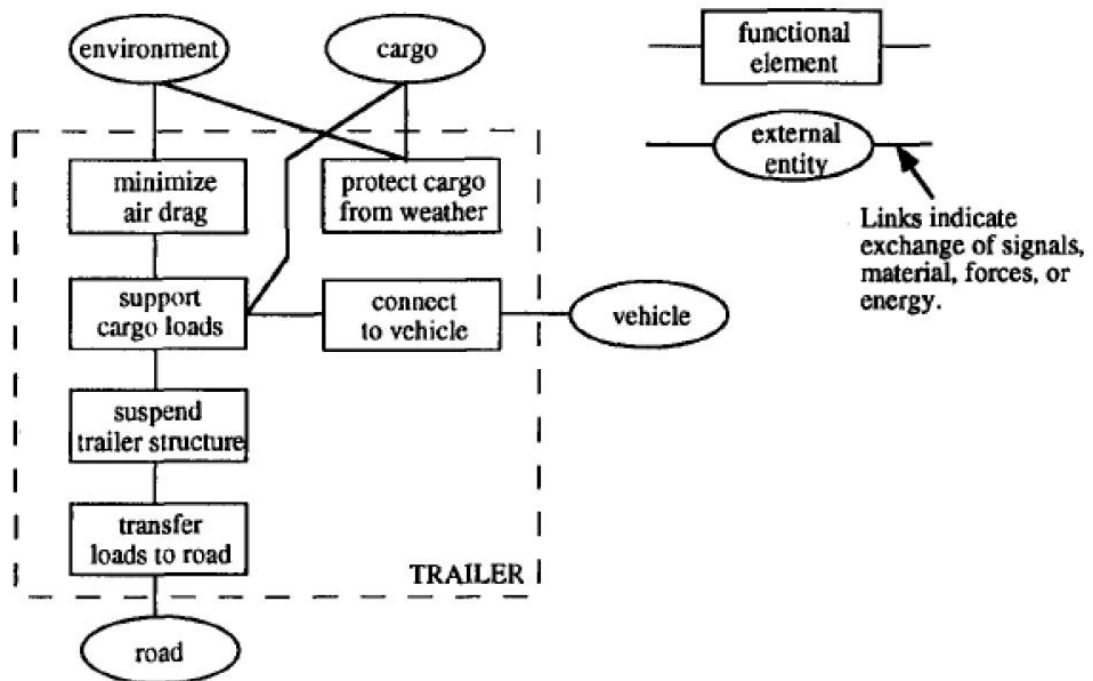 environment
cargo
functional
element
external
entity
Links indicate
exchange of signals,
material, forces, or
energy.
minimize
air drag
protect cargo
from weather
support
cargo loads
connect
to vehicle
vehicle
suspend
trailer structure
transfer
loads to road
TRAILER
road